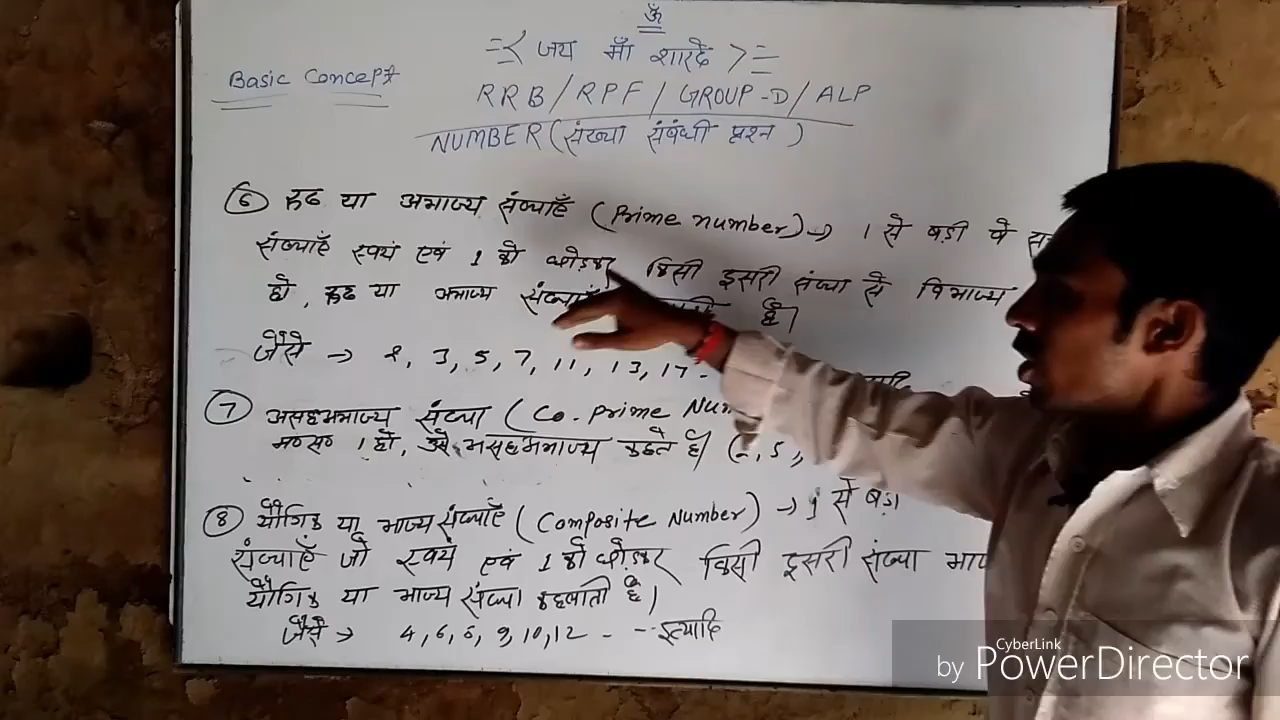 ॐ
=< जय माँ शारदे >=
Basic Concept
RRB/RPF/GROUP-D/ALP
NUMBER (संख्या संबंधी प्रश्न)
⑥ रूढ या अभाज्य संख्याएँ (Prime number) → 1 से बड़ी वे
संख्याएँ स्वयं एवं 1 को छोड़कर किसी दूसरी संख्या से विभाज्य
हो, रूढ या अभाज्य संख्याएँ है।
जैसे → 2, 3, 5, 7, 11, 13, 17 -
⑦ असहअभाज्य संख्या (Co. prime
म०स० 1 हो, उसे असहअभाज्य कहते है। 5,
⑧ यौगिक या भाज्य संख्याएँ (Composite Number) → 1 से बड़ी
संख्याएँ जो स्वयं एवं 1 को छोड़कर किसी दूसरी संख्या
यौगिक या भाज्य संख्या कहलाती है।
जैसे → 4, 6, 8, 9, 10, 12 - - इत्यादि
CyberLink
by PowerDirector